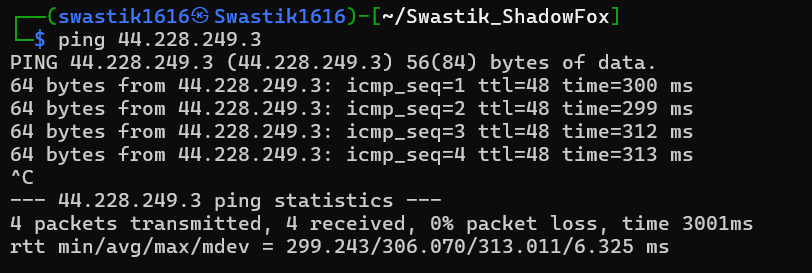 ┌──(swastik1616㉿Swastik1616)-[~/Swastik_ShadowFox]
└─$ ping 44.228.249.3
PING 44.228.249.3 (44.228.249.3) 56(84) bytes of data.
64 bytes from 44.228.249.3: icmp_seq=1 ttl=48 time=300 ms
64 bytes from 44.228.249.3: icmp_seq=2 ttl=48 time=299 ms
64 bytes from 44.228.249.3: icmp_seq=3 ttl=48 time=312 ms
64 bytes from 44.228.249.3: icmp_seq=4 ttl=48 time=313 ms
^C
--- 44.228.249.3 ping statistics ---
4 packets transmitted, 4 received, 0% packet loss, time 3001ms
rtt min/avg/max/mdev = 299.243/306.070/313.011/6.325 ms